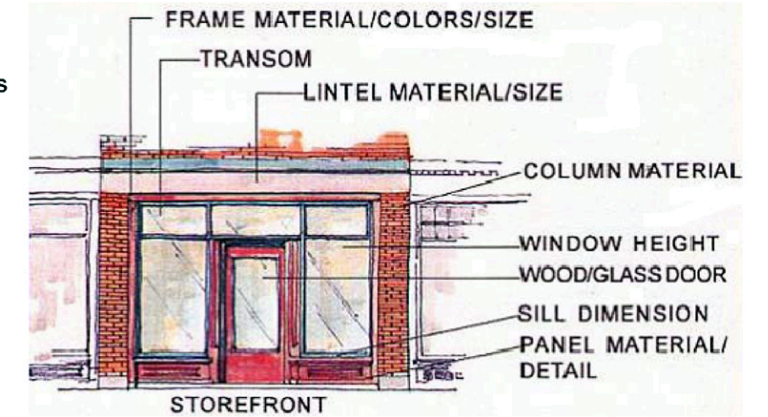 FRAME MATERIAL/COLORS/SIZE
TRANSOM
s
LINTEL MATERIAL/SIZE
COLUMN MATERIAL
WINDOW HEIGHT
WOOD/GLASS DOOR
SILL DIMENSION
PANEL MATERIAL/
DETAIL
STOREFRONT